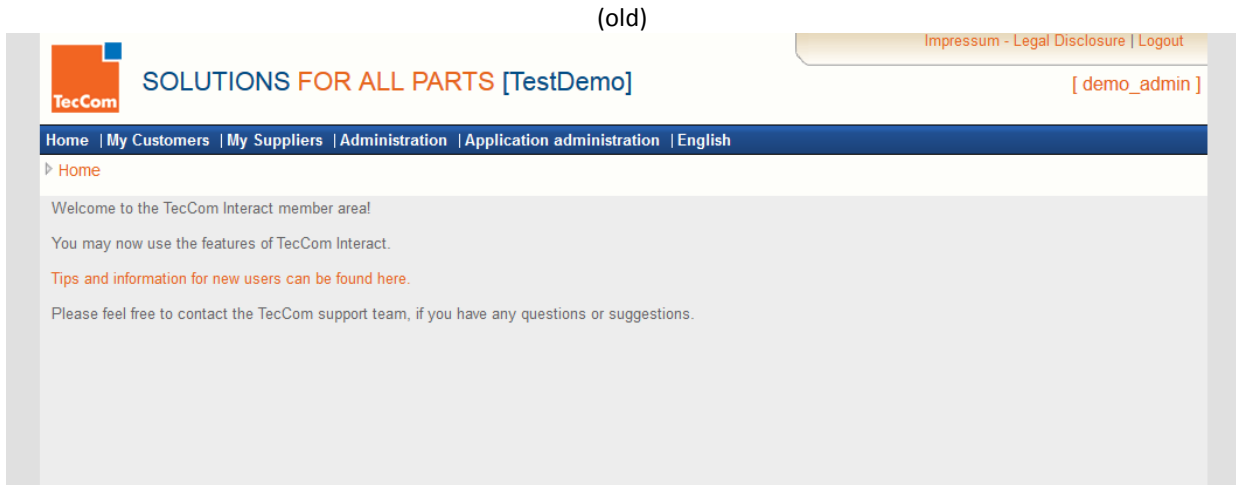 (old)
Impressum - Legal Disclosure | Logout
TecCom
SOLUTIONS FOR ALL PARTS [TestDemo]
[ demo_admin ]
Home | My Customers | My Suppliers | Administration | Application administration | English
Home
Welcome to the TecCom Interact member area!
You may now use the features of TecCom Interact.
Tips and information for new users can be found here.
Please feel free to contact the TecCom support team, if you have any questions or suggestions.